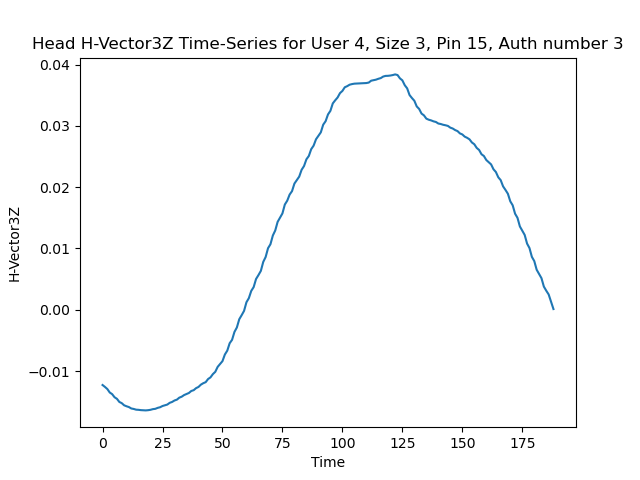 Head H-Vector3Z Time-Series for User 4, Size 3, Pin 15, Auth number 3
H-Vector3Z
0.04
0.03
0.02
0.01
0.00
−0.01
0 25 50 75 100 125 150 175
Time